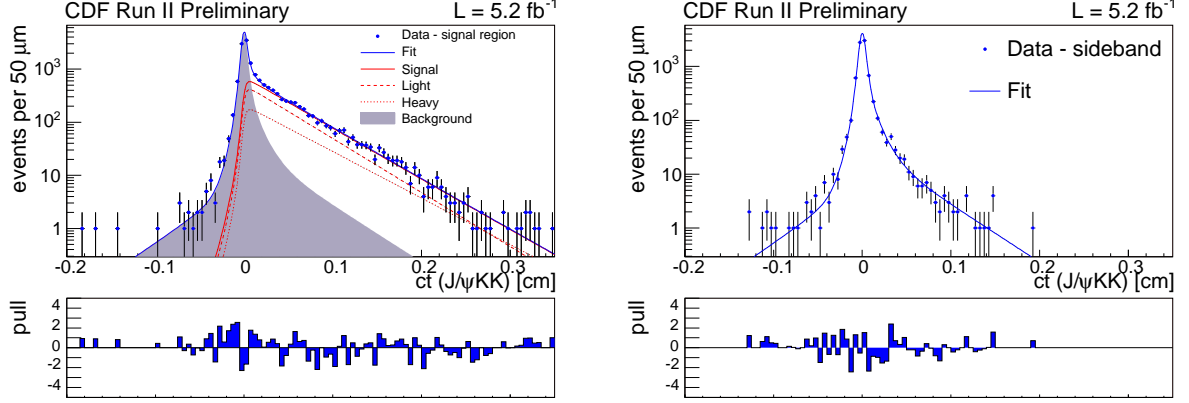 CDF Run II Preliminary L = 5.2 fb⁻¹
events per 50 μm
10³
10²
10
1
Data - signal region
Fit
Signal
Light
Heavy
Background
-0.2 -0.1 0 0.1 0.2 0.3
ct (J/ψKK) [cm]
pull
4
2
0
-2
-4
CDF Run II Preliminary L = 5.2 fb⁻¹
events per 50 μm
10³
10²
10
1
Data - sideband
Fit
-0.2 -0.1 0 0.1 0.2 0.3
ct (J/ψKK) [cm]
pull
4
2
0
-2
-4